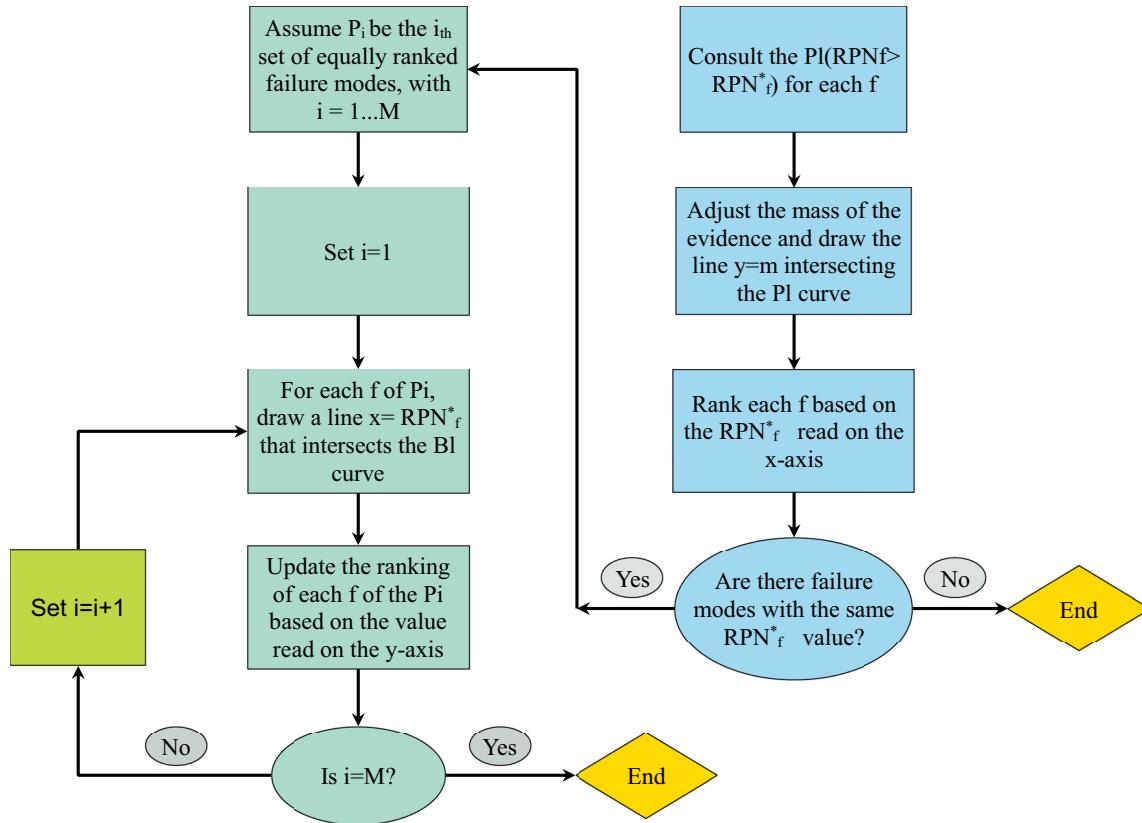 Assume Pi be the ith
set of equally ranked
failure modes, with
i = 1...M
Set i=1
For each f of Pi,
draw a line x= RPN*f
that intersects the Bl
curve
Update the ranking
of each f of the Pi
based on the value
read on the y-axis
Is i=M?
No
Yes
End
Set i=i+1
Consult the Pl(RPNf>
RPN*f) for each f
Adjust the mass of the
evidence and draw the
line y=m intersecting
the Pl curve
Rank each f based on
the RPN*f read on the
x-axis
Are there failure
modes with the same
RPN*f value?
Yes
No
End